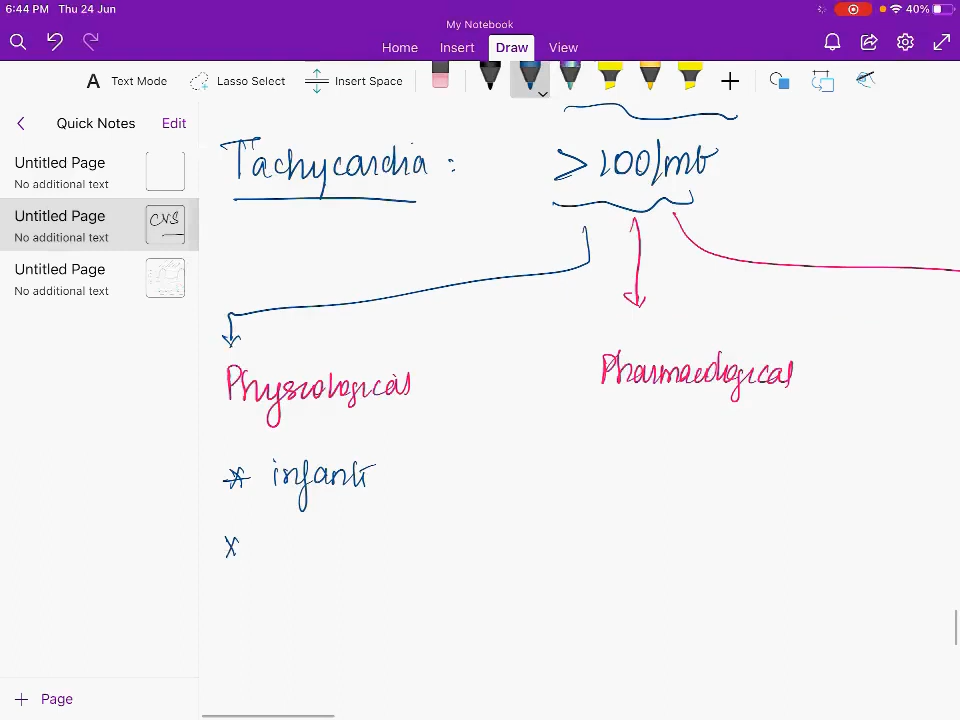 6:44 PM Thu 24 Jun
40%
My Notebook
Home Insert Draw View
Text Mode Lasso Select Insert Space
Quick Notes Edit
Untitled Page
No additional text
Untitled Page
No additional text
CVS
Untitled Page
No additional text
Page
Tachycardia : >100/mt
Physiological Pharmacological
* infant
x